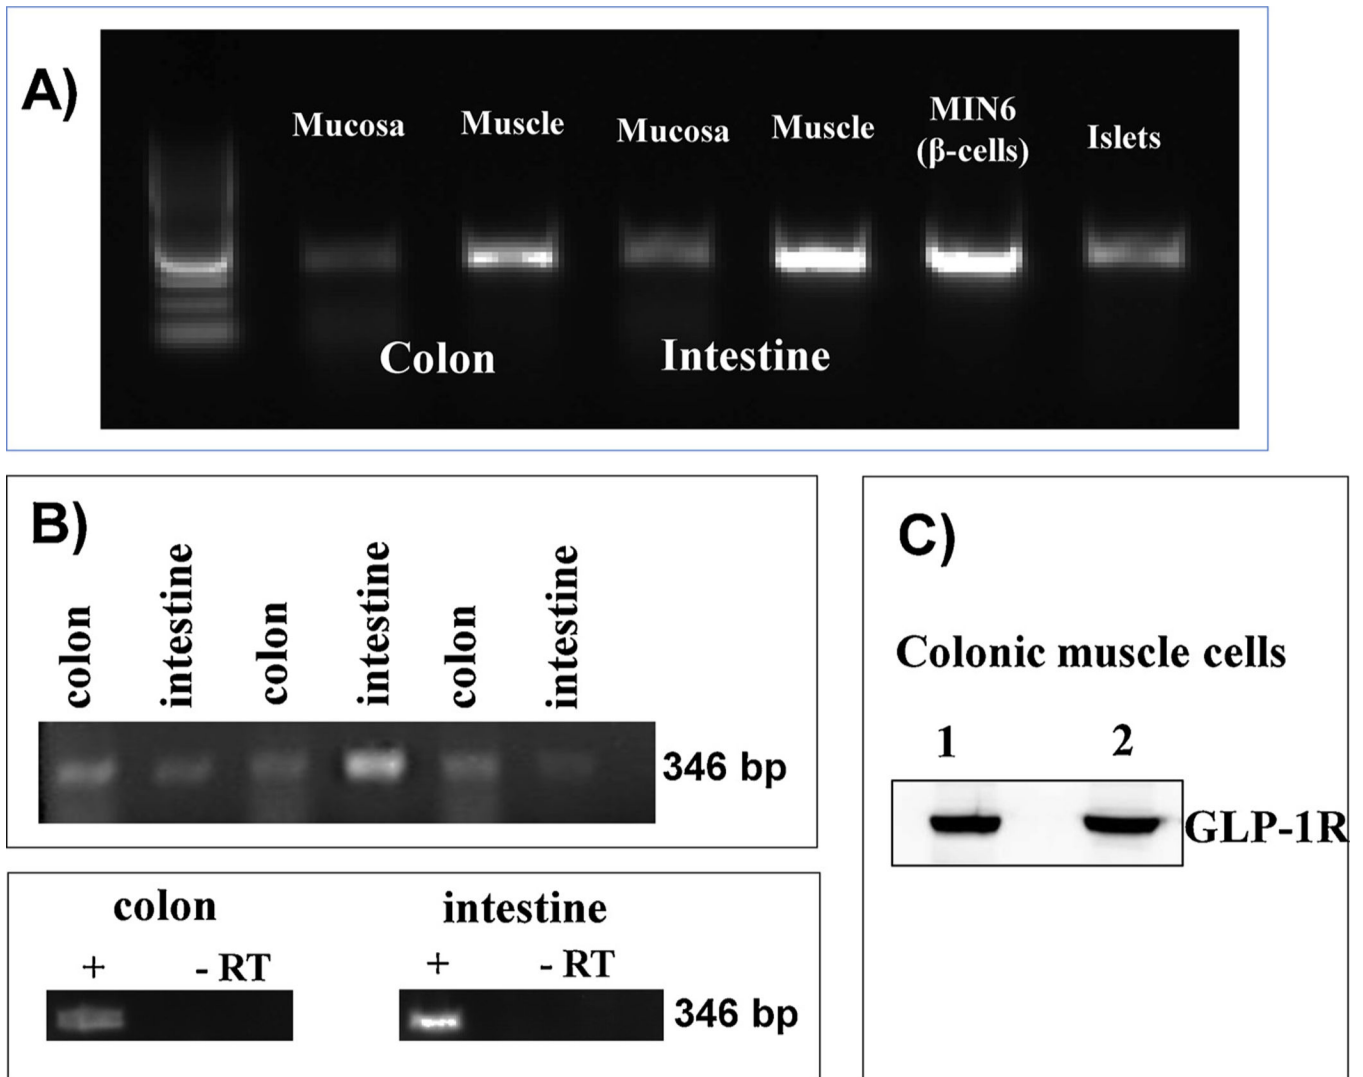 A)
Mucosa Muscle Mucosa Muscle MIN6 (β-cells) Islets
Colon Intestine
B)
colon intestine colon intestine colon intestine
346 bp
colon intestine
+ - RT + - RT
346 bp
C)
Colonic muscle cells
1 2
GLP-1R